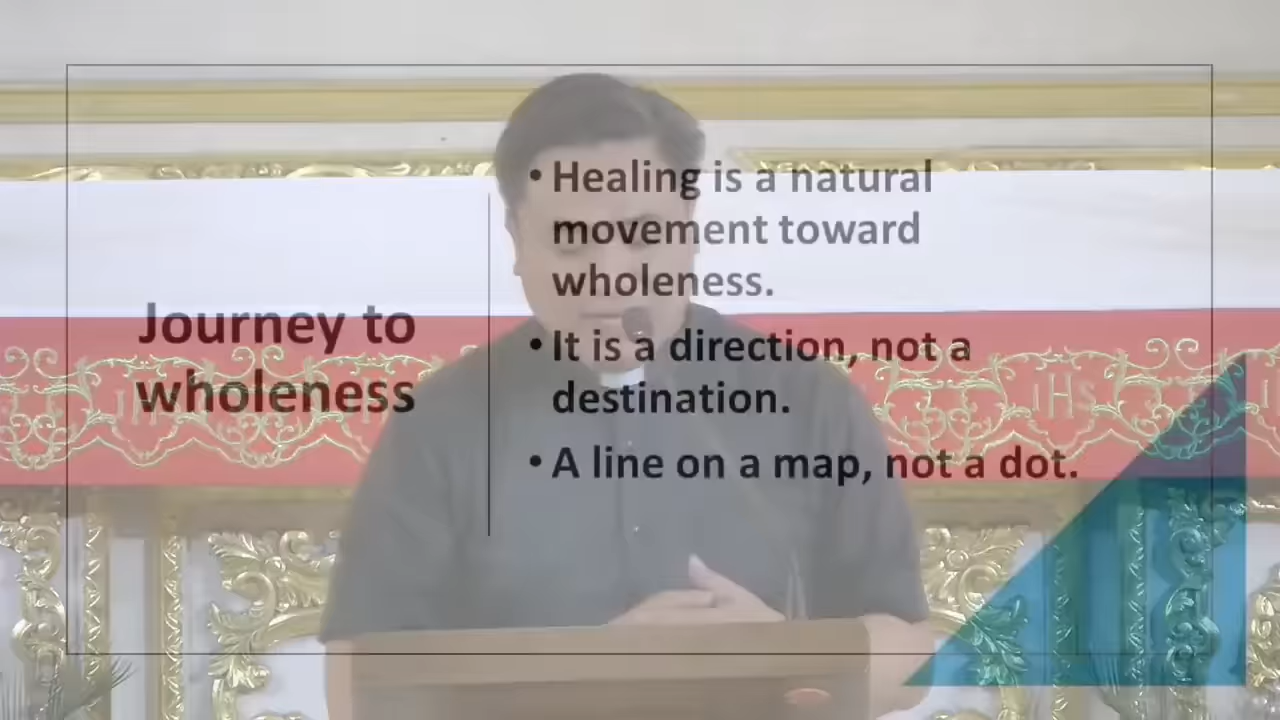 Journey to
wholeness
• Healing is a natural
movement toward
wholeness.
• It is a direction, not a
destination.
• A line on a map, not a dot.
IHS